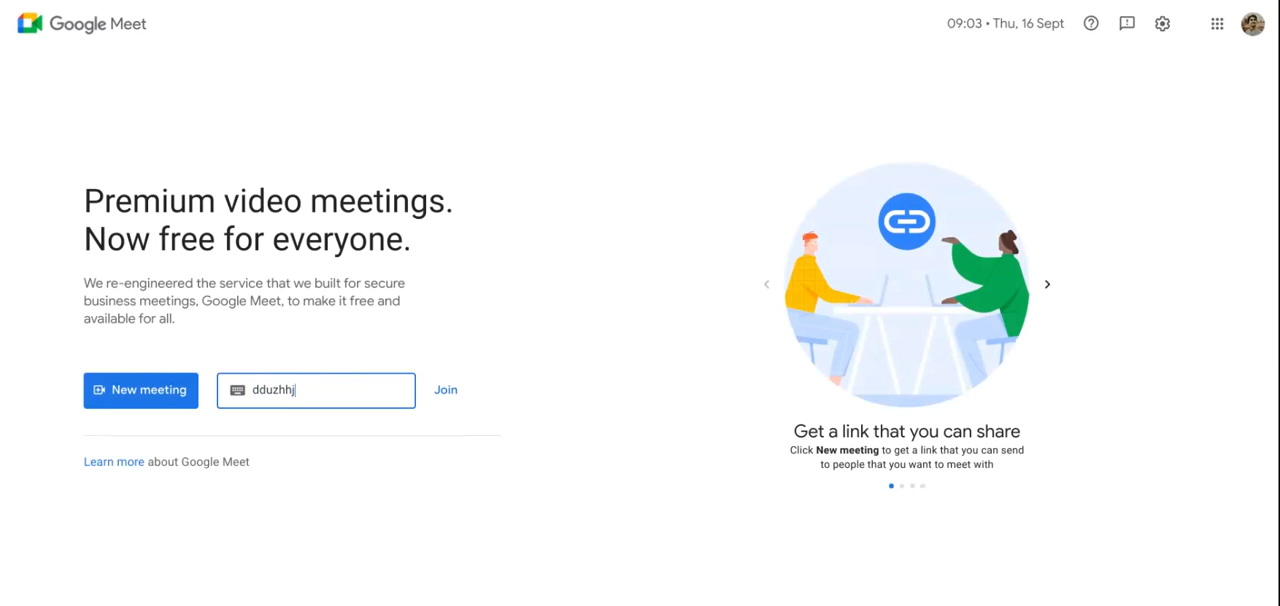 Google Meet
09:03 • Thu, 16 Sept
Premium video meetings.
Now free for everyone.
We re-engineered the service that we built for secure
business meetings, Google Meet, to make it free and
available for all.
New meeting
dduzhhj
Join
Learn more about Google Meet
Get a link that you can share
Click New meeting to get a link that you can send
to people that you want to meet with